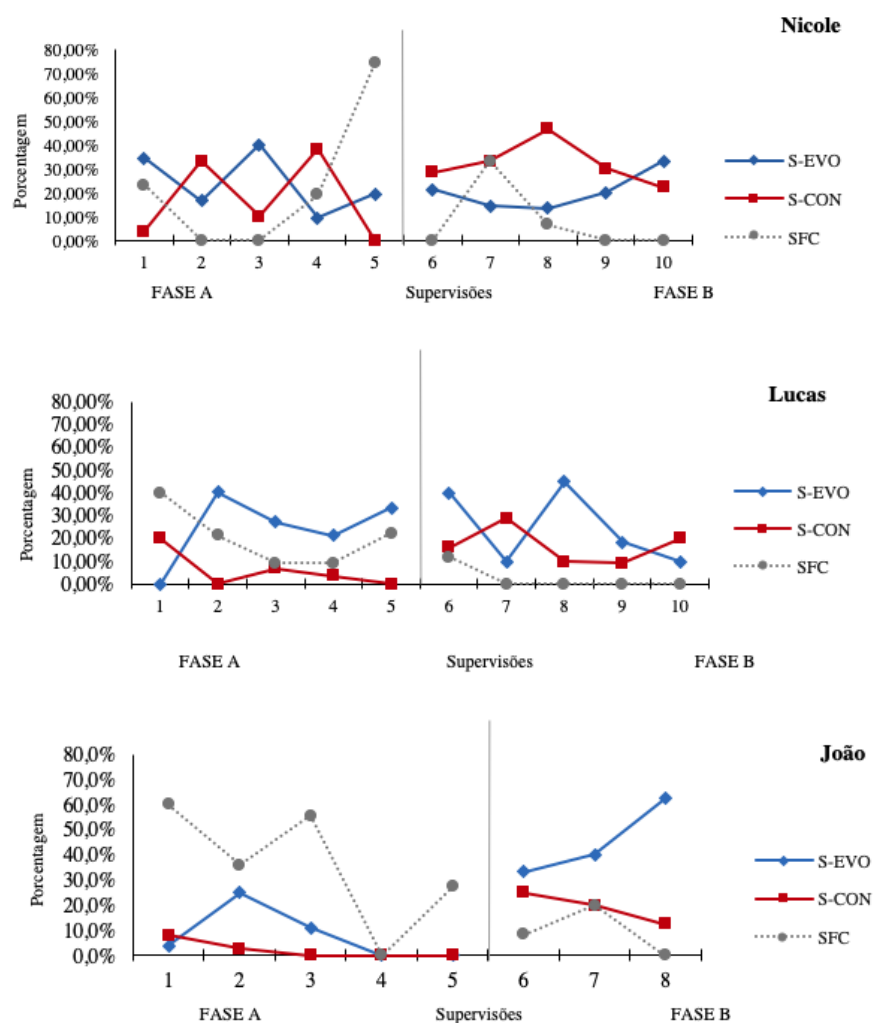 Nicole
80,00%
70,00%
60,00%
50,00%
40,00%
30,00%
20,00%
10,00%
0,00%
Porcentagem
1 2 3 4 5 6 7 8 9 10
FASE A Supervisões FASE B
S-EVO
S-CON
SFC
Lucas
80,00%
70,00%
60,00%
50,00%
40,00%
30,00%
20,00%
10,00%
0,00%
Porcentagem
1 2 3 4 5 6 7 8 9 10
FASE A Supervisões FASE B
S-EVO
S-CON
SFC
João
80,0%
70,0%
60,0%
50,0%
40,0%
30,0%
20,0%
10,0%
0,0%
Porcentagem
1 2 3 4 5 6 7 8
FASE A Supervisões FASE B
S-EVO
S-CON
SFC